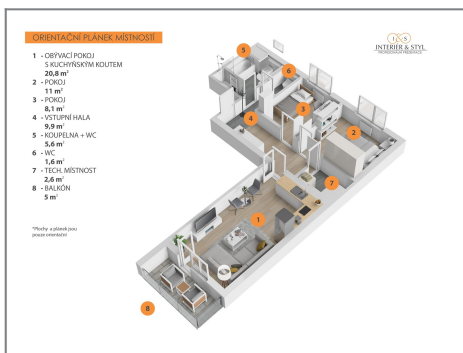 ORIENTAČNÍ PLÁNEK MÍSTNOSTÍ
I&S
INTERIER & STYL
1 - OBÝVACÍ POKOJ
S KUCHYŇSKÝM KOUTEM
20,8 m²
2 - POKOJ
11 m²
3 - POKOJ
8,1 m²
4 - VSTUPNÍ HALA
9,9 m²
5 - KOUPELNA + WC
5,6 m²
6 - WC
1,6 m²
7 - TECH. MÍSTNOST
2,6 m²
8 - BALKÓN
5 m²
*Plochy a plánek jsou
pouze orientační
5
6
3
4
2
7
1
8